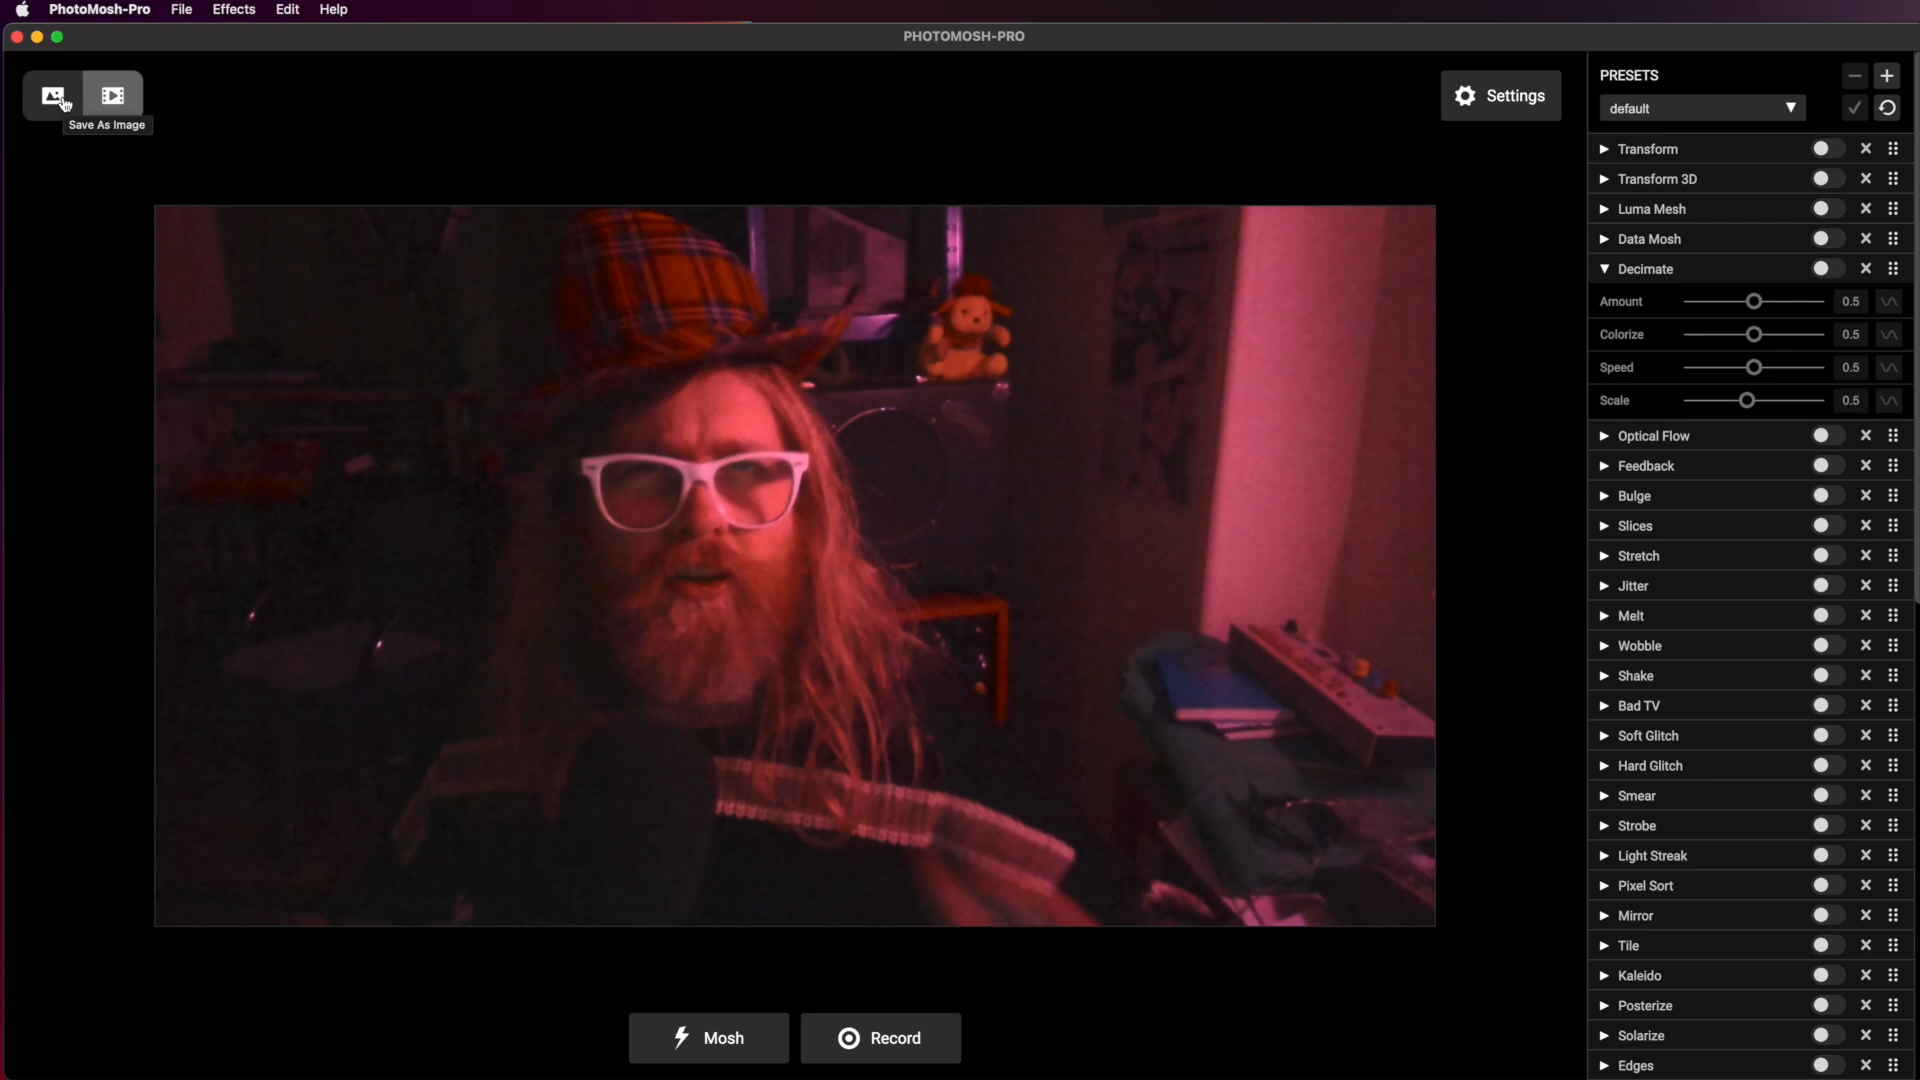 PhotoMosh-Pro File Effects Edit Help
PHOTOMOSH-PRO
Save As Image
Settings
PRESETS
default
Transform
Transform 3D
Luma Mesh
Data Mosh
Decimate
Amount 0.5
Colorize 0.5
Speed 0.5
Scale 0.5
Optical Flow
Feedback
Bulge
Slices
Stretch
Jitter
Melt
Wobble
Shake
Bad TV
Soft Glitch
Hard Glitch
Smear
Strobe
Light Streak
Pixel Sort
Mirror
Tile
Kaleido
Posterize
Solarize
Edges
Mosh
Record